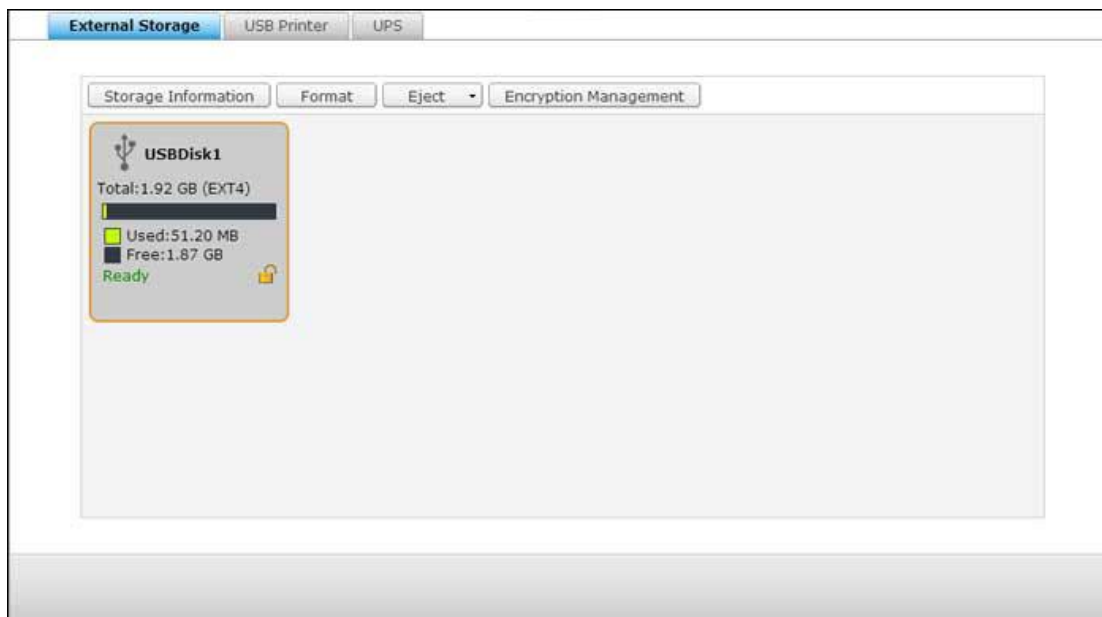 External Storage USB Printer UPS
Storage Information Format Eject Encryption Management
USBDisk1
Total:1.92 GB (EXT4)
Used:51.20 MB
Free:1.87 GB
Ready